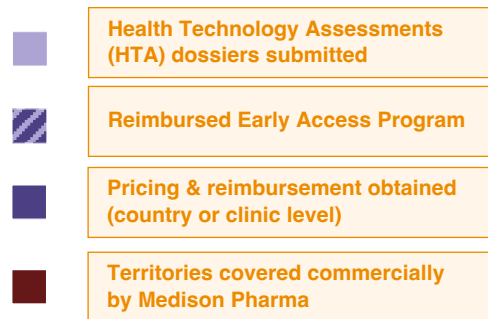 Health Technology Assessments
(HTA) dossiers submitted
Reimbursed Early Access Program
Pricing & reimbursement obtained
(country or clinic level)
Territories covered commercially
by Medison Pharma